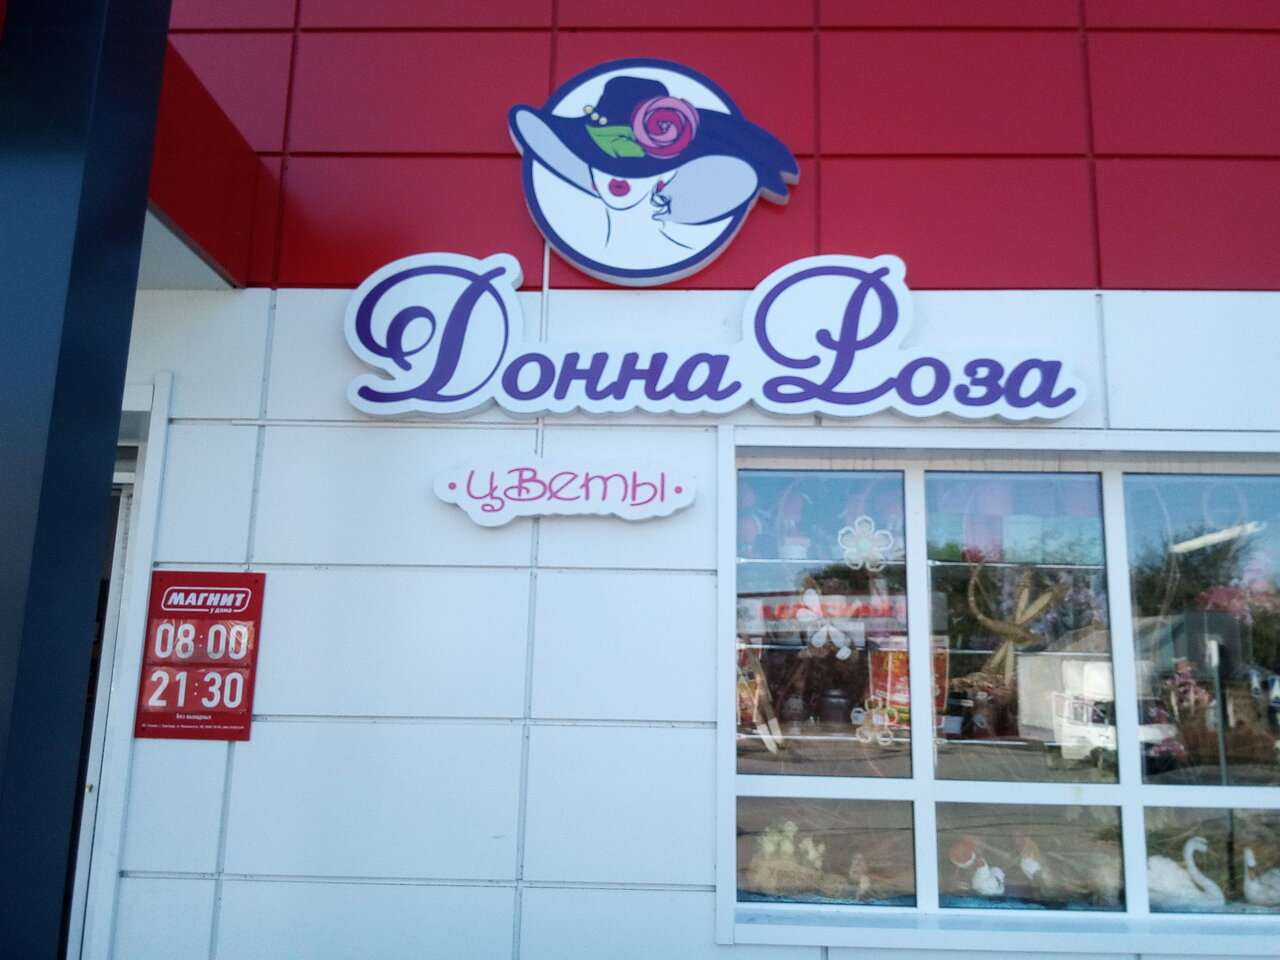 Донна Роза
• цветы •
МАГНИТ
у дома
08:00
21:30
Без выходных